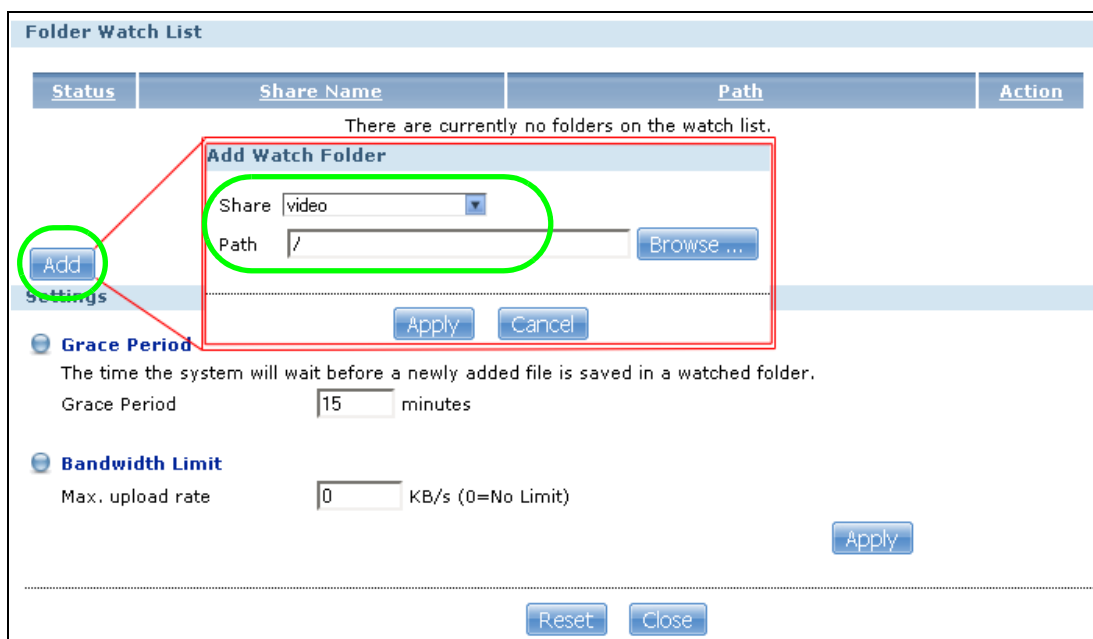 Folder Watch List
Status Share Name Path Action
There are currently no folders on the watch list.
Add Watch Folder
Share video
Path / Browse ...
Add
Apply Cancel
Settings
Grace Period
The time the system will wait before a newly added file is saved in a watched folder.
Grace Period 15 minutes
Bandwidth Limit
Max. upload rate 0 KB/s (0=No Limit)
Apply
Reset Close